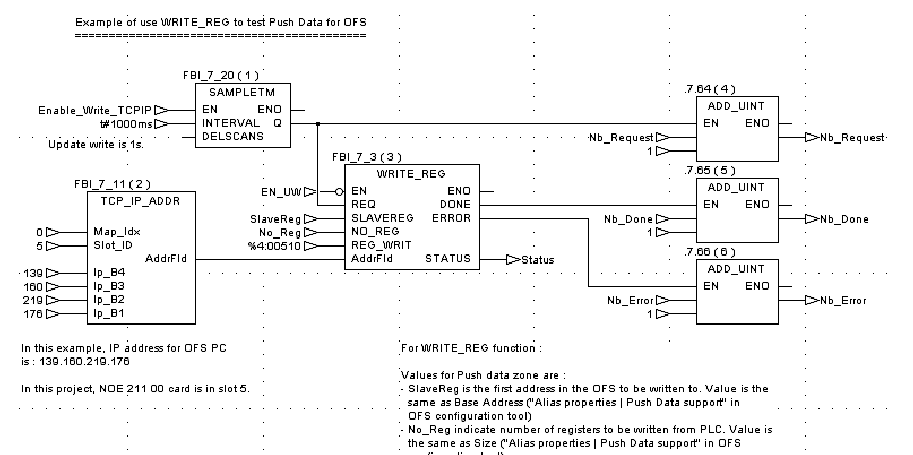 Example of use WRITE_REG to test Push Data for OFS
FBI_7_20 ( 1 )
SAMPLETM
Enable_Write_TCPIP EN ENO
t#1000ms INTERVAL Q
DELSCANS
Update write is 1s.
.7.64 ( 4 )
ADD_UINT
EN ENO
Nb_Request Nb_Request
1
FBI_7_3 ( 3 )
WRITE_REG
EN_UW EN ENO
REQ DONE
SlaveReg SLAVEREG ERROR
No_Reg NO_REG
%4:00510 REG_WRIT
AddrFld STATUS Status
.7.65 ( 5 )
ADD_UINT
EN ENO
Nb_Done Nb_Done
1
FBI_7_11 ( 2 )
TCP_IP_ADDR
0 Map_Idx
5 Slot_ID
AddrFld
139 Ip_B4
160 Ip_B3
219 Ip_B2
176 Ip_B1
.7.66 ( 6 )
ADD_UINT
EN ENO
Nb_Error Nb_Error
1
In this example, IP address for OFS PC
is : 139.160.219.176
In this project, NOE 211 00 card is in slot 5.
For WRITE_REG function :
Values for Push data zone are :
- SlaveReg is the first address in the OFS to be written to. Value is the
same as Base Address ("Alias properties | Push Data support" in
OFS configuration tool)
- No_Reg indicate number of registers to be written from PLC. Value is
the same as Size ("Alias properties | Push Data support" in OFS